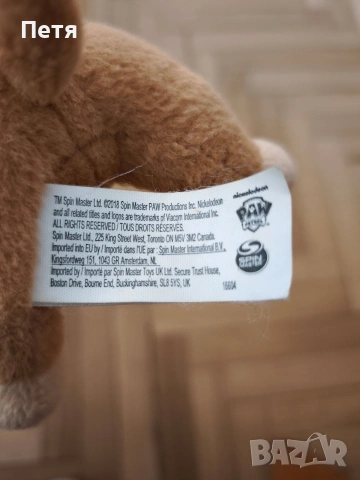 Петя
TM Spin Master Ltd. ©2018 Spin Master PAW Productions Inc. Nickelodeon
and all related titles and logos are trademarks of Viacom International Inc.
ALL RIGHTS RESERVED / TOUS DROITS RÉSERVÉS.
Spin Master Ltd., 225 King Street West, Toronto ON M5V 3M2 Canada.
Imported into EU by / Importé dans l'UE par : Spin Master International B.V.,
Kingsfordweg 151, 1043 GR Amsterdam, NL
Imported by / Importé par Spin Master Toys UK Ltd. Secure Trust House,
Boston Drive, Bourne End, Buckinghamshire, SL8 5YS, UK
16604
nickelodeon
PAW
PATROL
SPIN
MASTER
BAZAR
bg